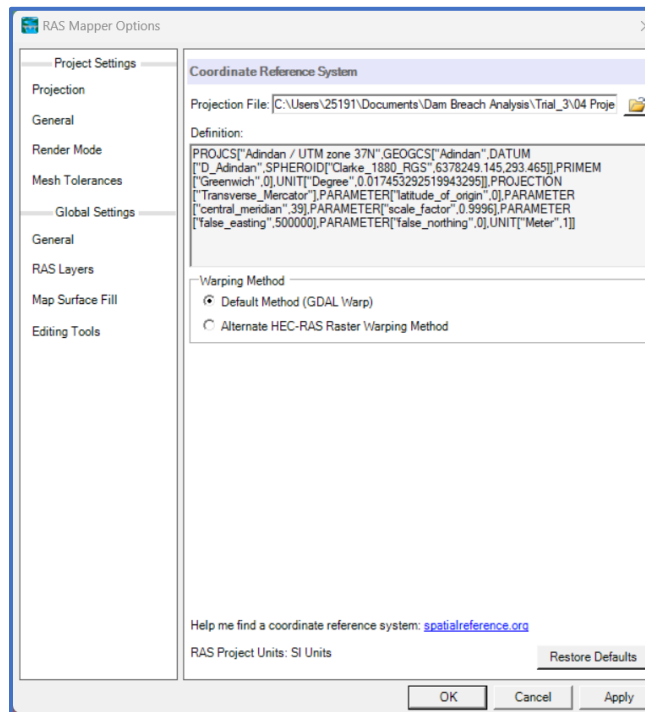 RAS Mapper Options
Project Settings
Projection
General
Render Mode
Mesh Tolerances
Global Settings
General
RAS Layers
Map Surface Fill
Editing Tools
Coordinate Reference System
Projection File: C:\Users\25191\Documents\Dam Breach Analysis\Trial_3\04 Proje
Definition:
PROJCS["Adindan / UTM zone 37N",GEOGCS["Adindan",DATUM
["D_Adindan",SPHEROID["Clarke_1880_RGS",6378249.145,293.465]],PRIMEM
["Greenwich",0],UNIT["Degree",0.017453292519943295]],PROJECTION
["Transverse_Mercator"],PARAMETER["latitude_of_origin",0],PARAMETER
["central_meridian",39],PARAMETER["scale_factor",0.9996],PARAMETER
["false_easting",500000],PARAMETER["false_northing",0],UNIT["Meter",1]]
Warping Method
Default Method (GDAL Warp)
Alternate HEC-RAS Raster Warping Method
Help me find a coordinate reference system: spatialreference.org
RAS Project Units: SI Units
Restore Defaults
OK Cancel Apply